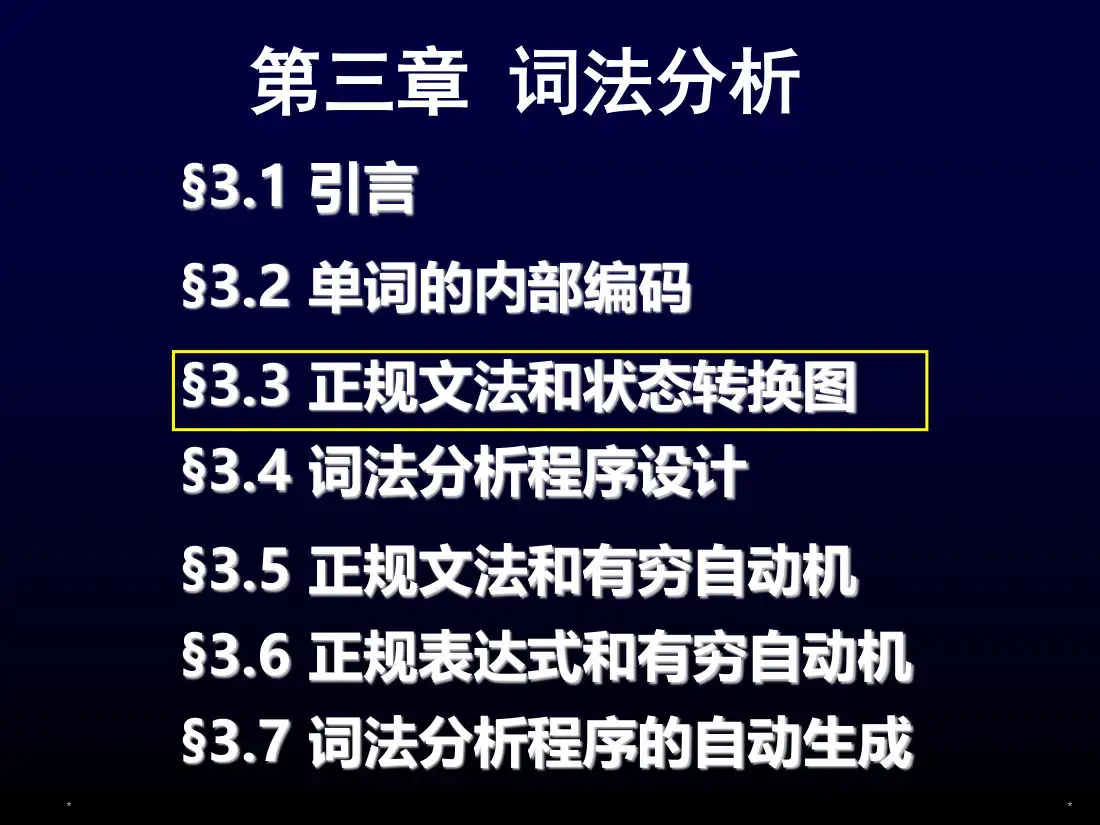 第三章 词法分析
§3.1 引言
§3.2 单词的内部编码
§3.3 正规文法和状态转换图
§3.4 词法分析程序设计
§3.5 正规文法和有穷自动机
§3.6 正规表达式和有穷自动机
§3.7 词法分析程序的自动生成
* *